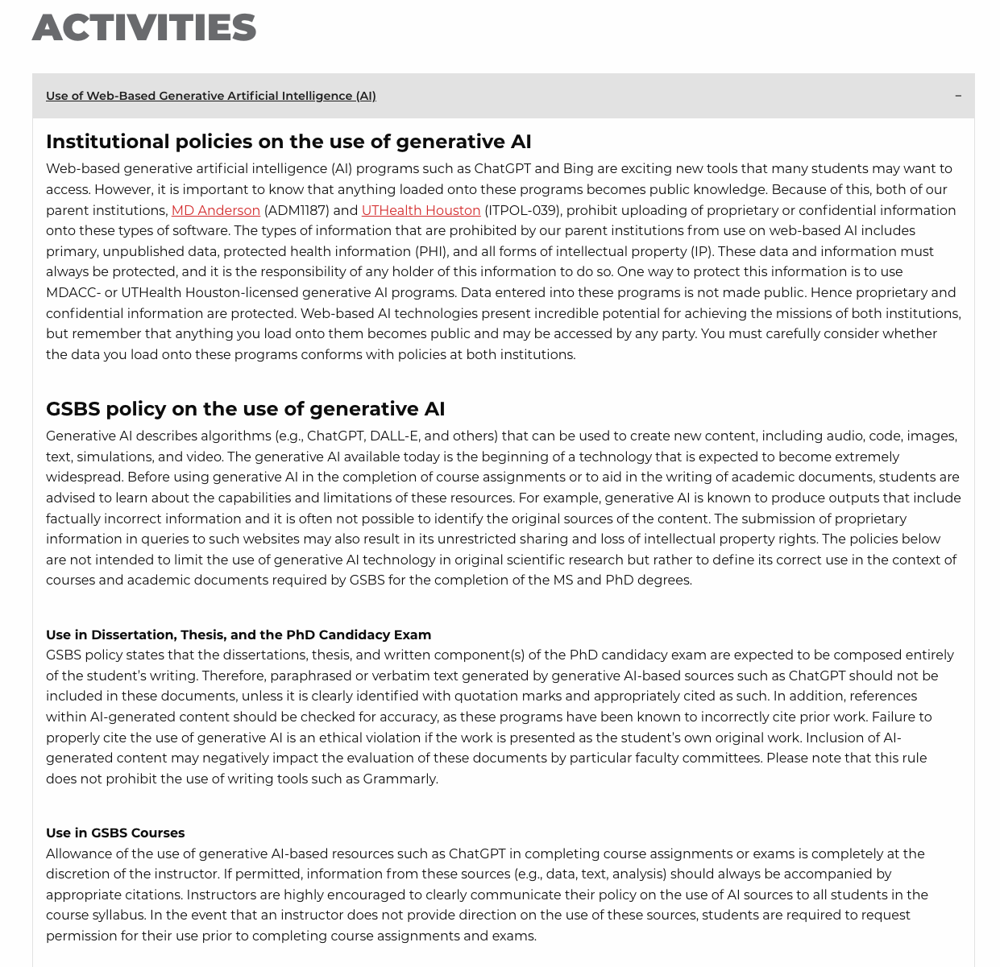 ACTIVITIES
Use of Web-Based Generative Artificial Intelligence (AI) –
Institutional policies on the use of generative AI
Web-based generative artificial intelligence (AI) programs such as ChatGPT and Bing are exciting new tools that many students may want to
access. However, it is important to know that anything loaded onto these programs becomes public knowledge. Because of this, both of our
parent institutions, MD Anderson (ADM1187) and UTHealth Houston (ITPOL-039), prohibit uploading of proprietary or confidential information
onto these types of software. The types of information that are prohibited by our parent institutions from use on web-based AI includes
primary, unpublished data, protected health information (PHI), and all forms of intellectual property (IP). These data and information must
always be protected, and it is the responsibility of any holder of this information to do so. One way to protect this information is to use
MDACC- or UTHealth Houston-licensed generative AI programs. Data entered into these programs is not made public. Hence proprietary and
confidential information are protected. Web-based AI technologies present incredible potential for achieving the missions of both institutions,
but remember that anything you load onto them becomes public and may be accessed by any party. You must carefully consider whether
the data you load onto these programs conforms with policies at both institutions.
GSBS policy on the use of generative AI
Generative AI describes algorithms (e.g., ChatGPT, DALL-E, and others) that can be used to create new content, including audio, code, images,
text, simulations, and video. The generative AI available today is the beginning of a technology that is expected to become extremely
widespread. Before using generative AI in the completion of course assignments or to aid in the writing of academic documents, students are
advised to learn about the capabilities and limitations of these resources. For example, generative AI is known to produce outputs that include
factually incorrect information and it is often not possible to identify the original sources of the content. The submission of proprietary
information in queries to such websites may also result in its unrestricted sharing and loss of intellectual property rights. The policies below
are not intended to limit the use of generative AI technology in original scientific research but rather to define its correct use in the context of
courses and academic documents required by GSBS for the completion of the MS and PhD degrees.
Use in Dissertation, Thesis, and the PhD Candidacy Exam
GSBS policy states that the dissertations, thesis, and written component(s) of the PhD candidacy exam are expected to be composed entirely
of the student’s writing. Therefore, paraphrased or verbatim text generated by generative AI-based sources such as ChatGPT should not be
included in these documents, unless it is clearly identified with quotation marks and appropriately cited as such. In addition, references
within AI-generated content should be checked for accuracy, as these programs have been known to incorrectly cite prior work. Failure to
properly cite the use of generative AI is an ethical violation if the work is presented as the student’s own original work. Inclusion of AI-
generated content may negatively impact the evaluation of these documents by particular faculty committees. Please note that this rule
does not prohibit the use of writing tools such as Grammarly.
Use in GSBS Courses
Allowance of the use of generative AI-based resources such as ChatGPT in completing course assignments or exams is completely at the
discretion of the instructor. If permitted, information from these sources (e.g., data, text, analysis) should always be accompanied by
appropriate citations. Instructors are highly encouraged to clearly communicate their policy on the use of AI sources to all students in the
course syllabus. In the event that an instructor does not provide direction on the use of these sources, students are required to request
permission for their use prior to completing course assignments and exams.